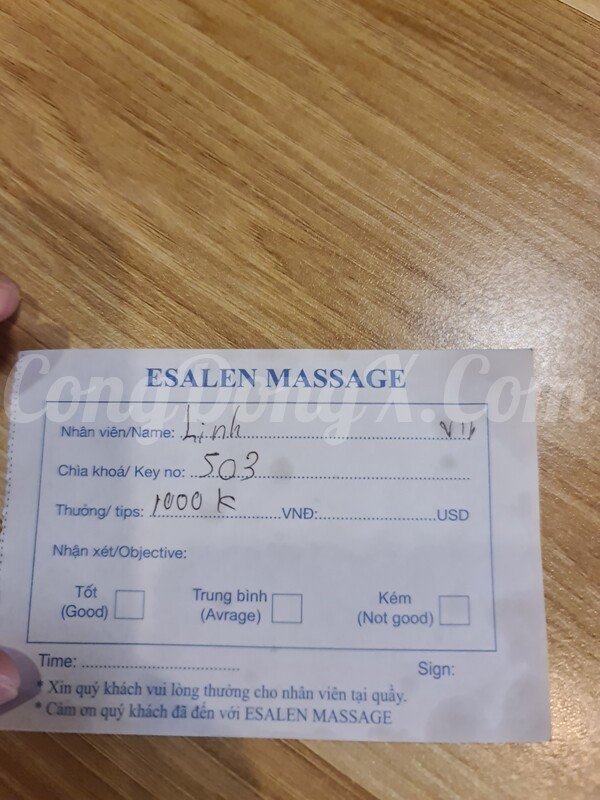 CongDongX.Com
ESALEN MASSAGE
Nhân viên/Name: Linh
Chìa khoá/ Key no: 503
Thưởng/ tips: 1000 K VNĐ: USD
Nhận xét/Objective:
Tốt Trung bình Kém
(Good) (Avrage) (Not good)
Time: Sign:
* Xin quý khách vui lòng thưởng cho nhân viên tại quầy.
* Cảm ơn quý khách đã đến với ESALEN MASSAGE